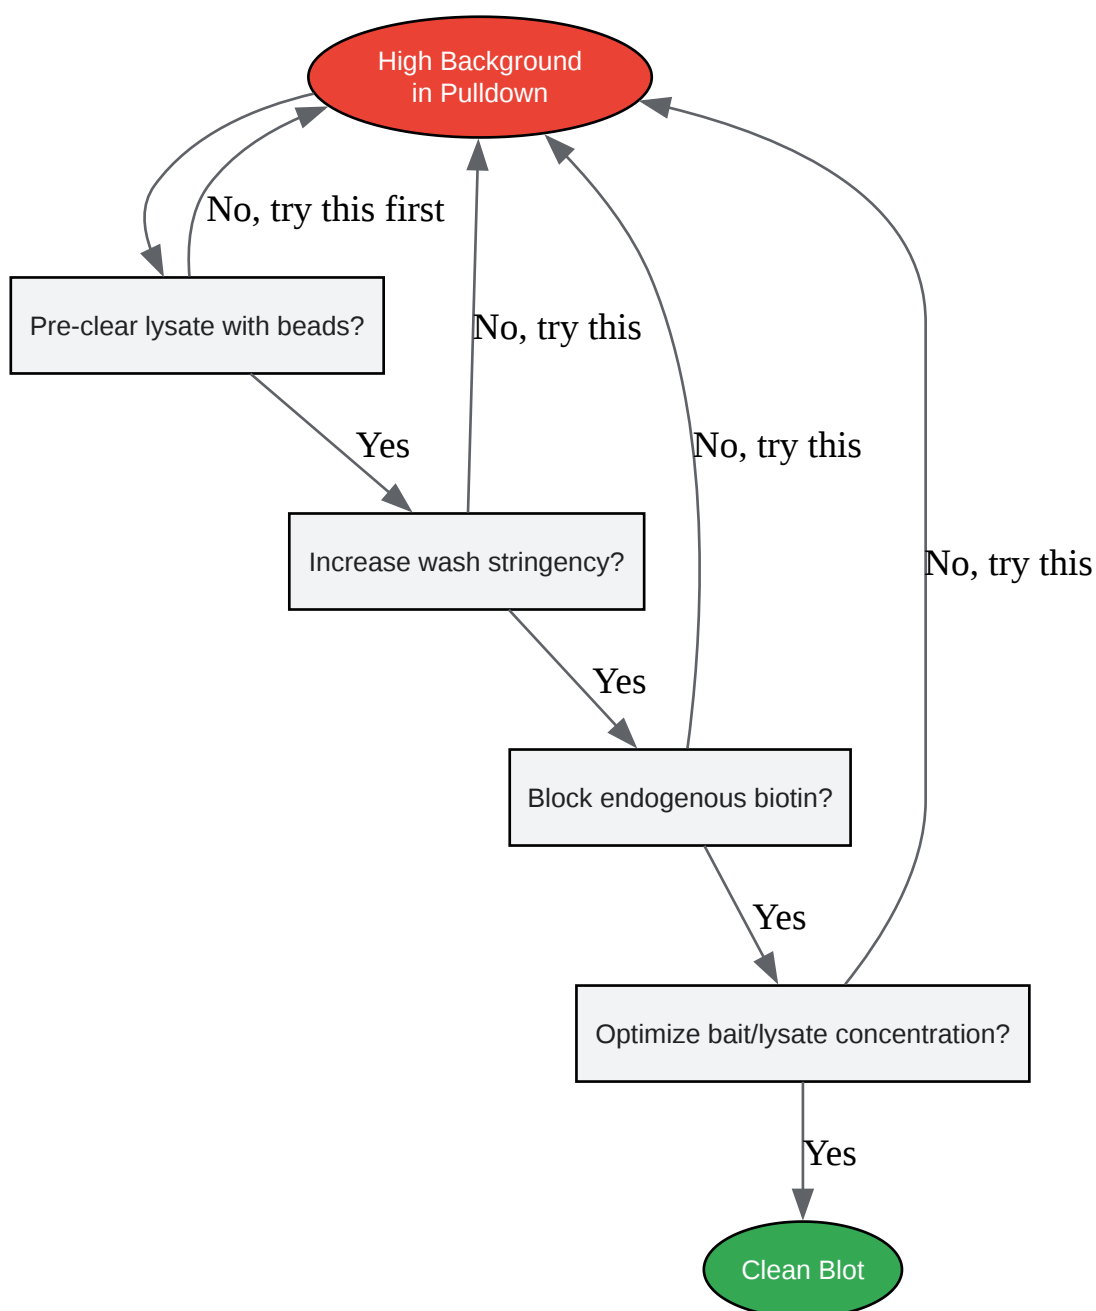 High Background
in Pulldown
No, try this first
Pre-clear lysate with beads?
No, try this
Yes
No, try this
Increase wash stringency?
No, try this
Yes
Block endogenous biotin?
Yes
Optimize bait/lysate concentration?
Yes
Clean Blot